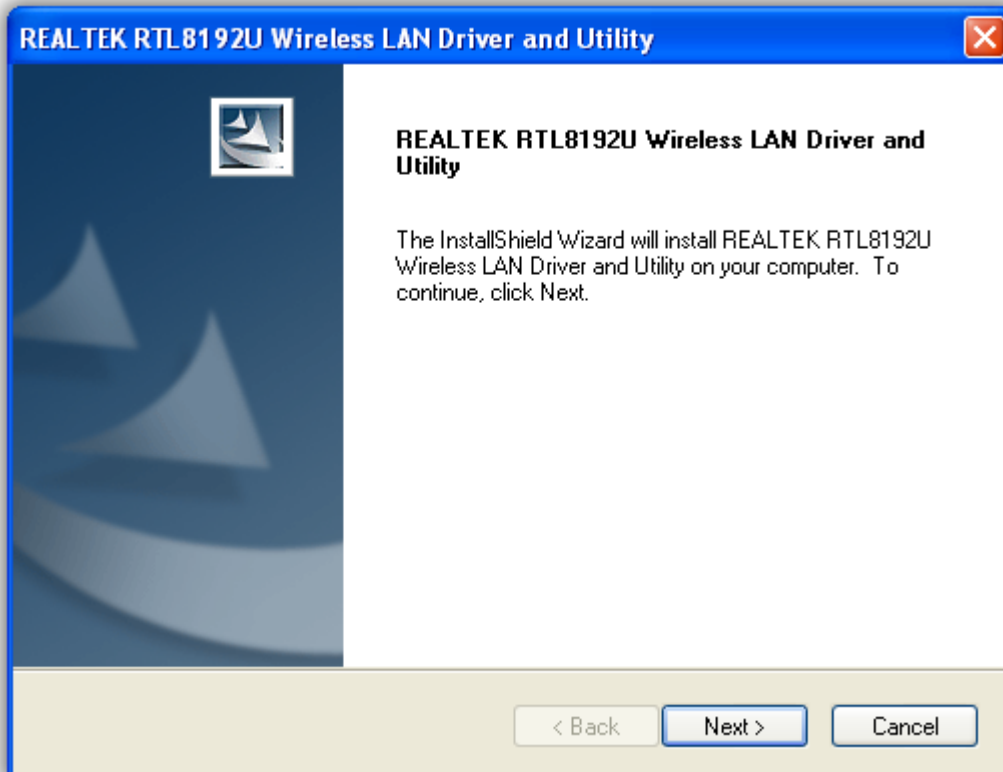 REALTEK RTL8192U Wireless LAN Driver and Utility
REALTEK RTL8192U Wireless LAN Driver and
Utility
The InstallShield Wizard will install REALTEK RTL8192U
Wireless LAN Driver and Utility on your computer.  To
continue, click Next.
< Back
Next >
Cancel